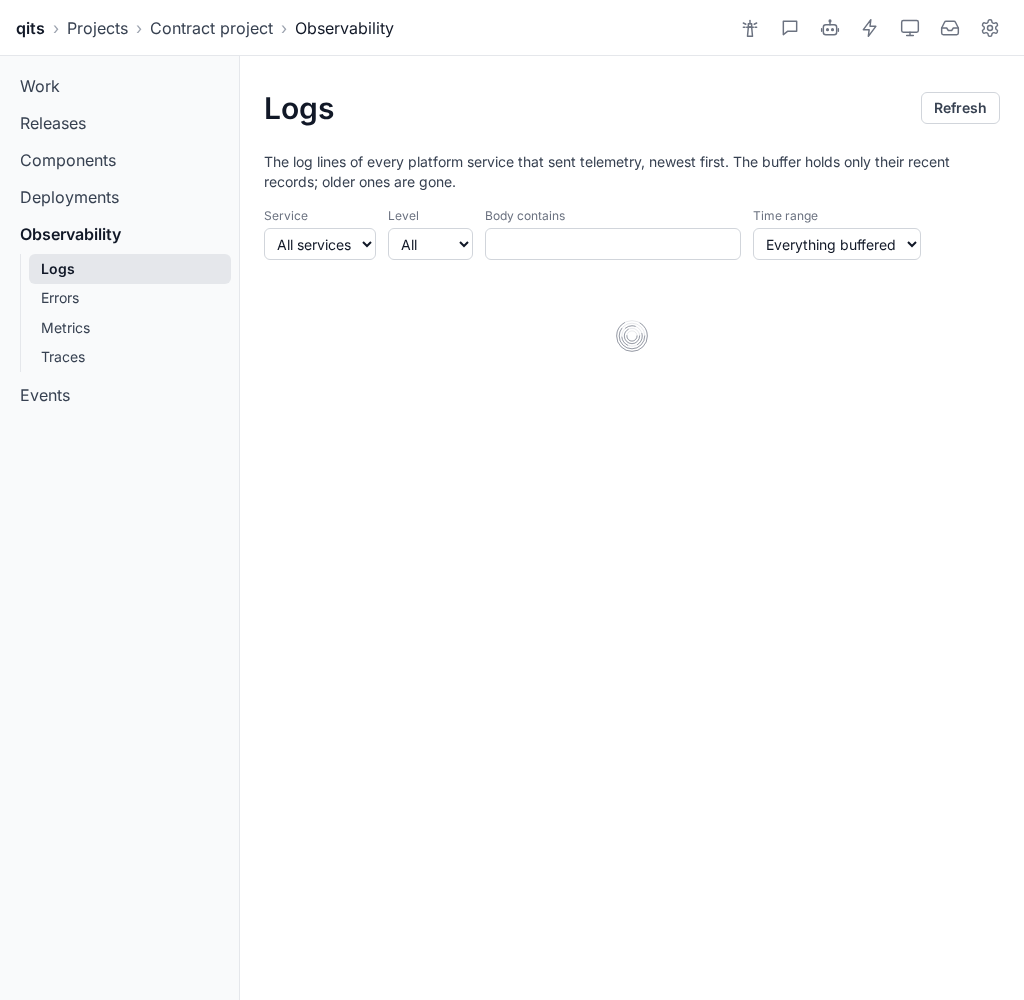 qits › Projects › Contract project › Observability
Work
Releases
Components
Deployments
Observability
Logs
Errors
Metrics
Traces
Events
Logs
Refresh
The log lines of every platform service that sent telemetry, newest first. The buffer holds only their recent
records; older ones are gone.
Service Level Body contains Time range
All services All Everything buffered